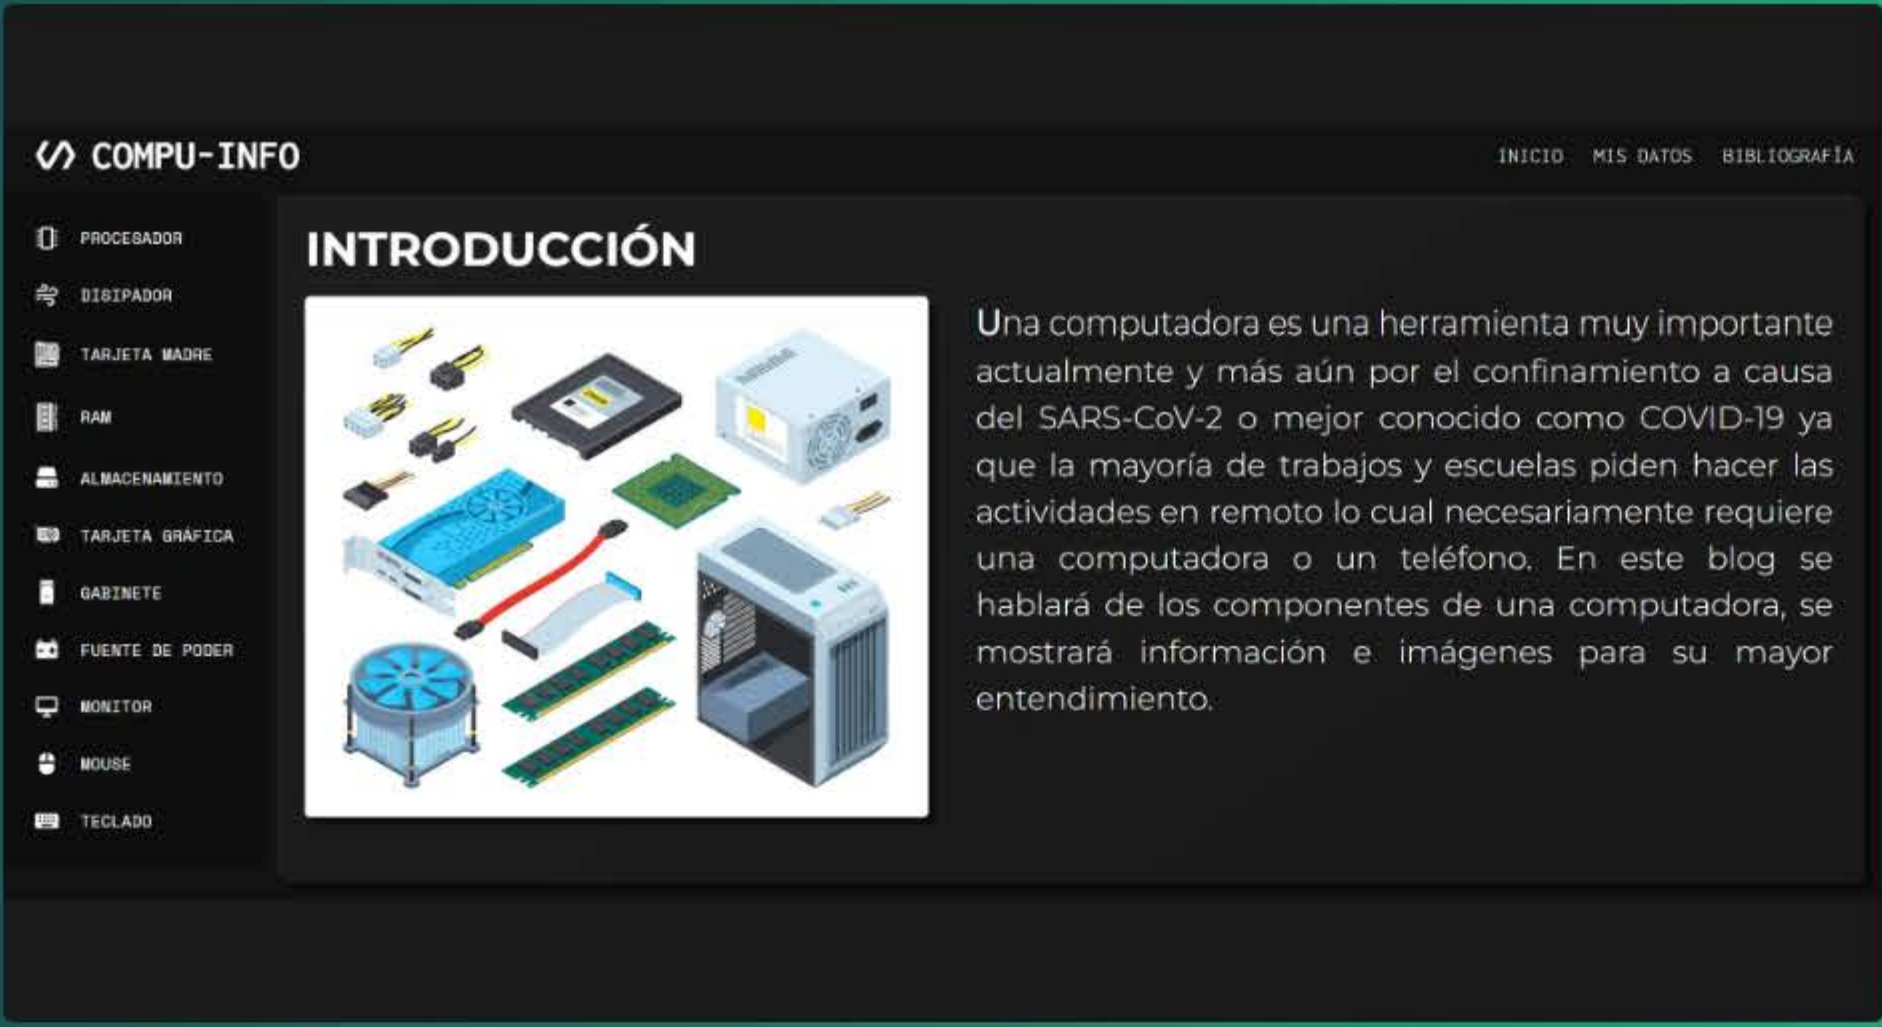 COMPU-INFO
INICIO MIS DATOS BIBLIOGRAFÍA
PROCESADOR
DISIPADOR
TARJETA MADRE
RAM
ALMACENAMIENTO
TARJETA GRÁFICA
GABINETE
FUENTE DE PODER
MONITOR
MOUSE
TECLADO
INTRODUCCIÓN
Una computadora es una herramienta muy importante
actualmente y más aún por el confinamiento a causa
del SARS-CoV-2 o mejor conocido como COVID-19 ya
que la mayoría de trabajos y escuelas piden hacer las
actividades en remoto lo cual necesariamente requiere
una computadora o un teléfono. En este blog se
hablará de los componentes de una computadora, se
mostrará información e imágenes para su mayor
entendimiento.